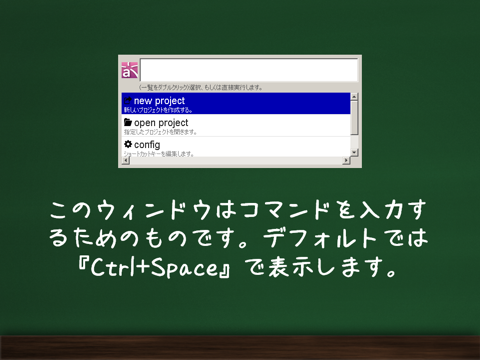 a
(一覧をダブルクリック)選択、もしくは直接実行します。
new project
新しいプロジェクトを作成する。
open project
指定したプロジェクトを開きます。
config
ショートカットキーを編集します。
このウィンドウはコマンドを入力す
るためのものです。デフォルトでは
『Ctrl+Space』で表示します。